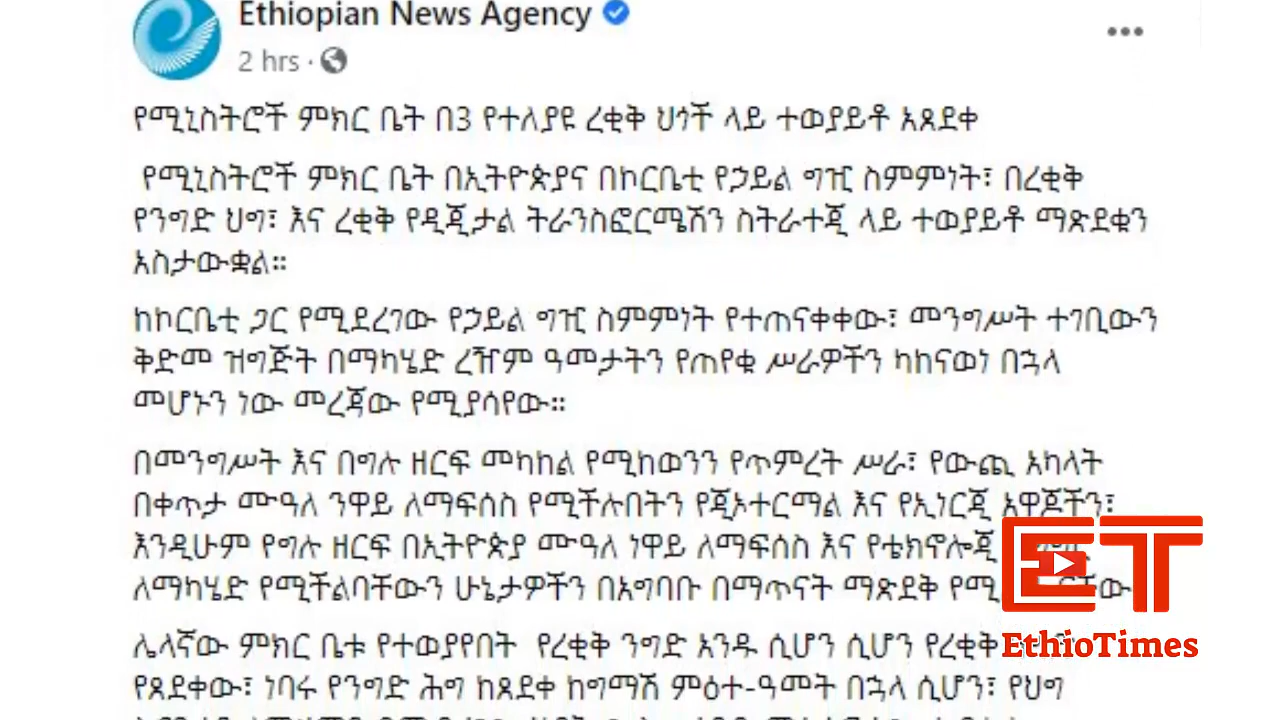 Ethiopian News Agency
2 hrs ·
የሚኒስትሮች ምክር ቤት በ3 የተለያዩ ረቂቅ ህጎች ላይ ተወያይቶ አጸደቀ
የሚኒስትሮች ምክር ቤት በኢትዮጵያና በኮርቤቲ የኃይል ግዢ ስምምነት፣ በረቂቅ
የንግድ ህግ፣ እና ረቂቅ የዲጂታል ትራንስፎርሜሽን ስትራተጂ ላይ ተወያይቶ ማጽደቁን
አስታውቋል።
ከኮርቤቲ ጋር የሚደረገው የኃይል ግዢ ስምምነት የተጠናቀቀው፣ መንግሥት ተገቢውን
ቅድመ ዝግጅት በማካሄድ ረዥም ዓመታትን የጠየቁ ሥራዎችን ካከናወነ በኋላ
መሆኑን ነው መረጃው የሚያሳየው።
በመንግሥት እና በግሉ ዘርፍ መካከል የሚከወንን የጥምረት ሥራ፣ የውጪ አካላት
በቀጥታ ሙዓለ ንዋይ ለማፍሰስ የሚችሉበትን የጂኦተርማል እና የኢነርጂ አዋጆችን፣
እንዲሁም የግሉ ዘርፍ በኢትዮጵያ ሙዓለ ነዋይ ለማፍሰስ እና የቴክኖሎጂ
ለማካሄድ የሚችልባቸውን ሁኔታዎችን በአግባቡ በማጥናት ማጽደቅ
ሌላኛው ምክር ቤቱ የተወያየበት የረቂቅ ንግድ አንዱ ሲሆን ሲሆን የረቂቅ
የጸደቀው፣ ነባሩ የንግድ ሕግ ከጸደቀ ከግማሽ ምዕተ-ዓመት በኋላ ሲሆን፣ የህግ
ET
EthioTimes